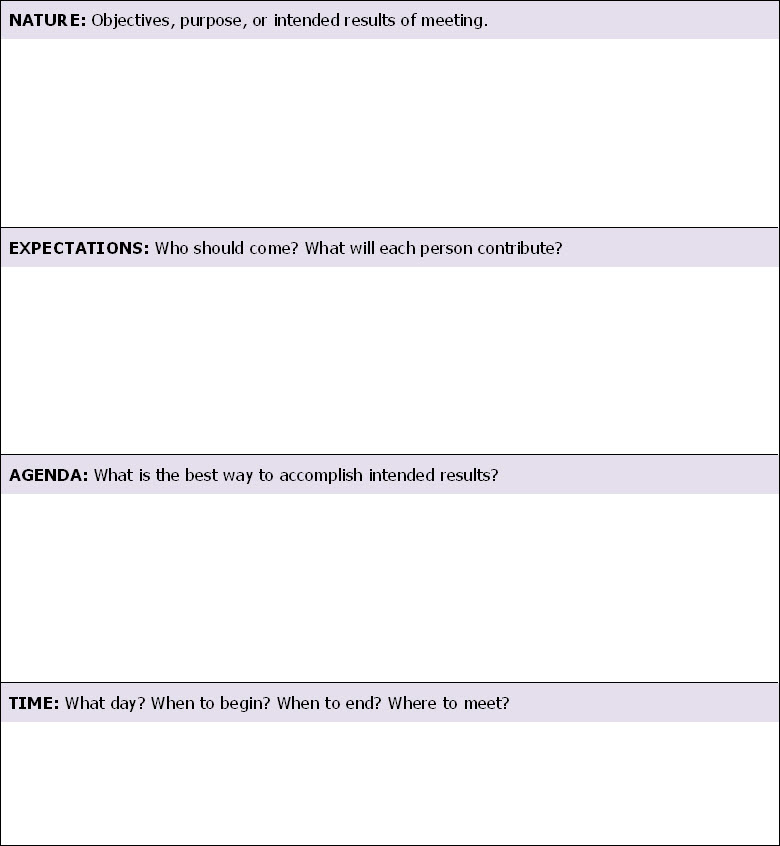 NATURE: Objectives, purpose, or intended results of meeting.
EXPECTATIONS: Who should come? What will each person contribute?
AGENDA: What is the best way to accomplish intended results?
TIME: What day? When to begin? When to end? Where to meet?